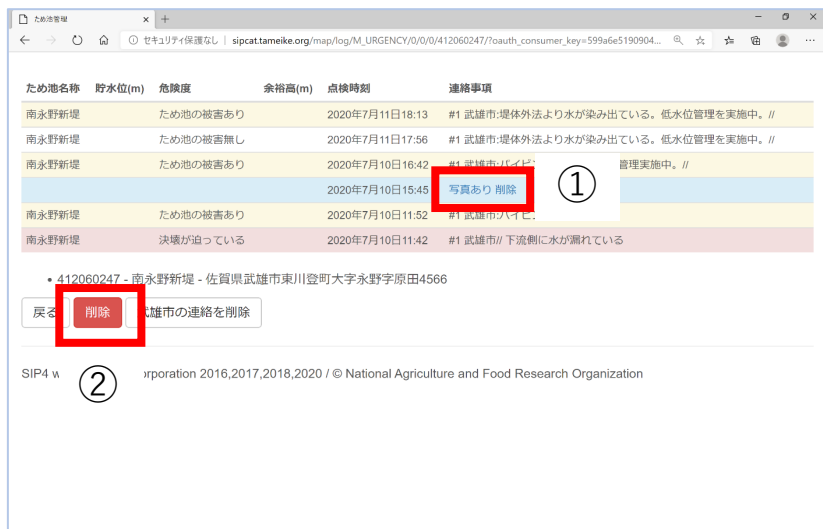 ため池管理
セキュリティ保護なし | sipcat.tameike.org/map/log/M_URGENCY/0/0/0/412060247/?oauth_consumer_key=599a6e5190904...
ため池名称 貯水位(m) 危険度 余裕高(m) 点検時刻 連絡事項
南永野新堤 ため池の被害あり 2020年7月11日18:13 #1 武雄市:堤体外法より水が染み出ている。低水位管理を実施中。//
南永野新堤 ため池の被害無し 2020年7月11日17:56 #1 武雄市:堤体外法より水が染み出ている。低水位管理を実施中。//
南永野新堤 ため池の被害あり 2020年7月10日16:42 #1 武雄市:パイピン 管理実施中。//
2020年7月10日15:45 写真あり 削除 ①
南永野新堤 ため池の被害あり 2020年7月10日11:52 #1 武雄市:パイピ
南永野新堤 決壊が迫っている 2020年7月10日11:42 #1 武雄市// 下流側に水が漏れている
• 412060247 - 南永野新堤 - 佐賀県武雄市東川登町大字永野字原田4566
戻る 削除 武雄市の連絡を削除
②
SIP4 rporation 2016,2017,2018,2020 / © National Agriculture and Food Research Organization